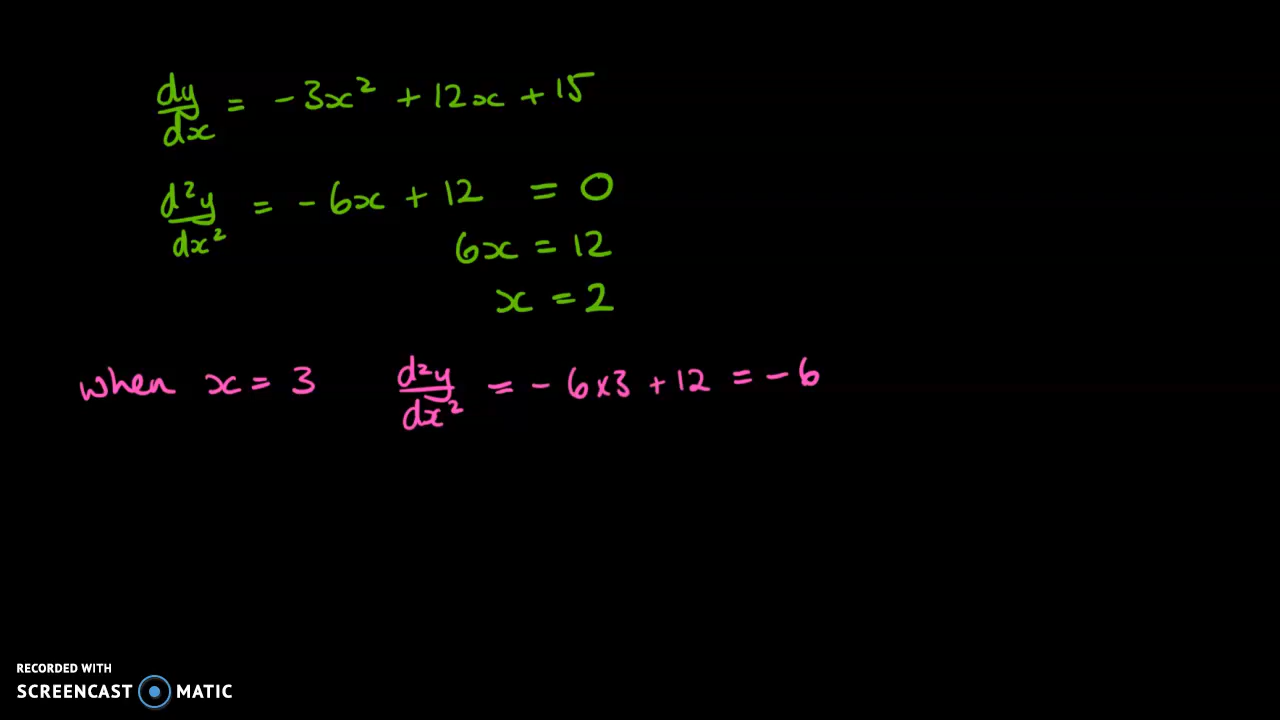 dy/dx = -3x² + 12x + 15
d²y/dx² = -6x + 12 = 0
6x = 12
x = 2
when x = 3 d²y/dx² = -6×3 + 12 = -6
RECORDED WITH
SCREENCAST MATIC